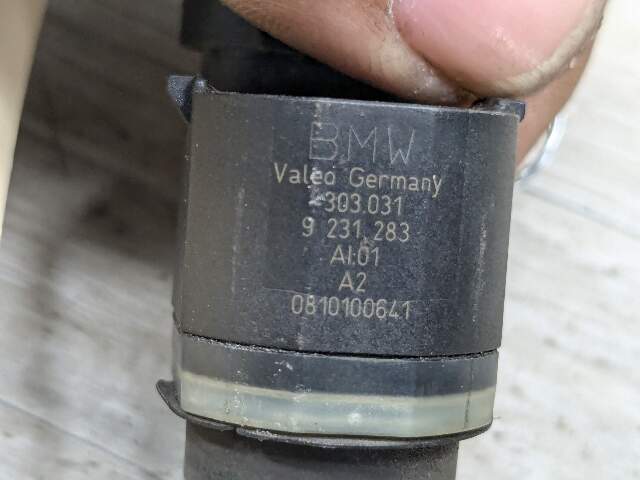 BMW
Valeo Germany
303.031
9 231 283
AI:01
A2
0810100641